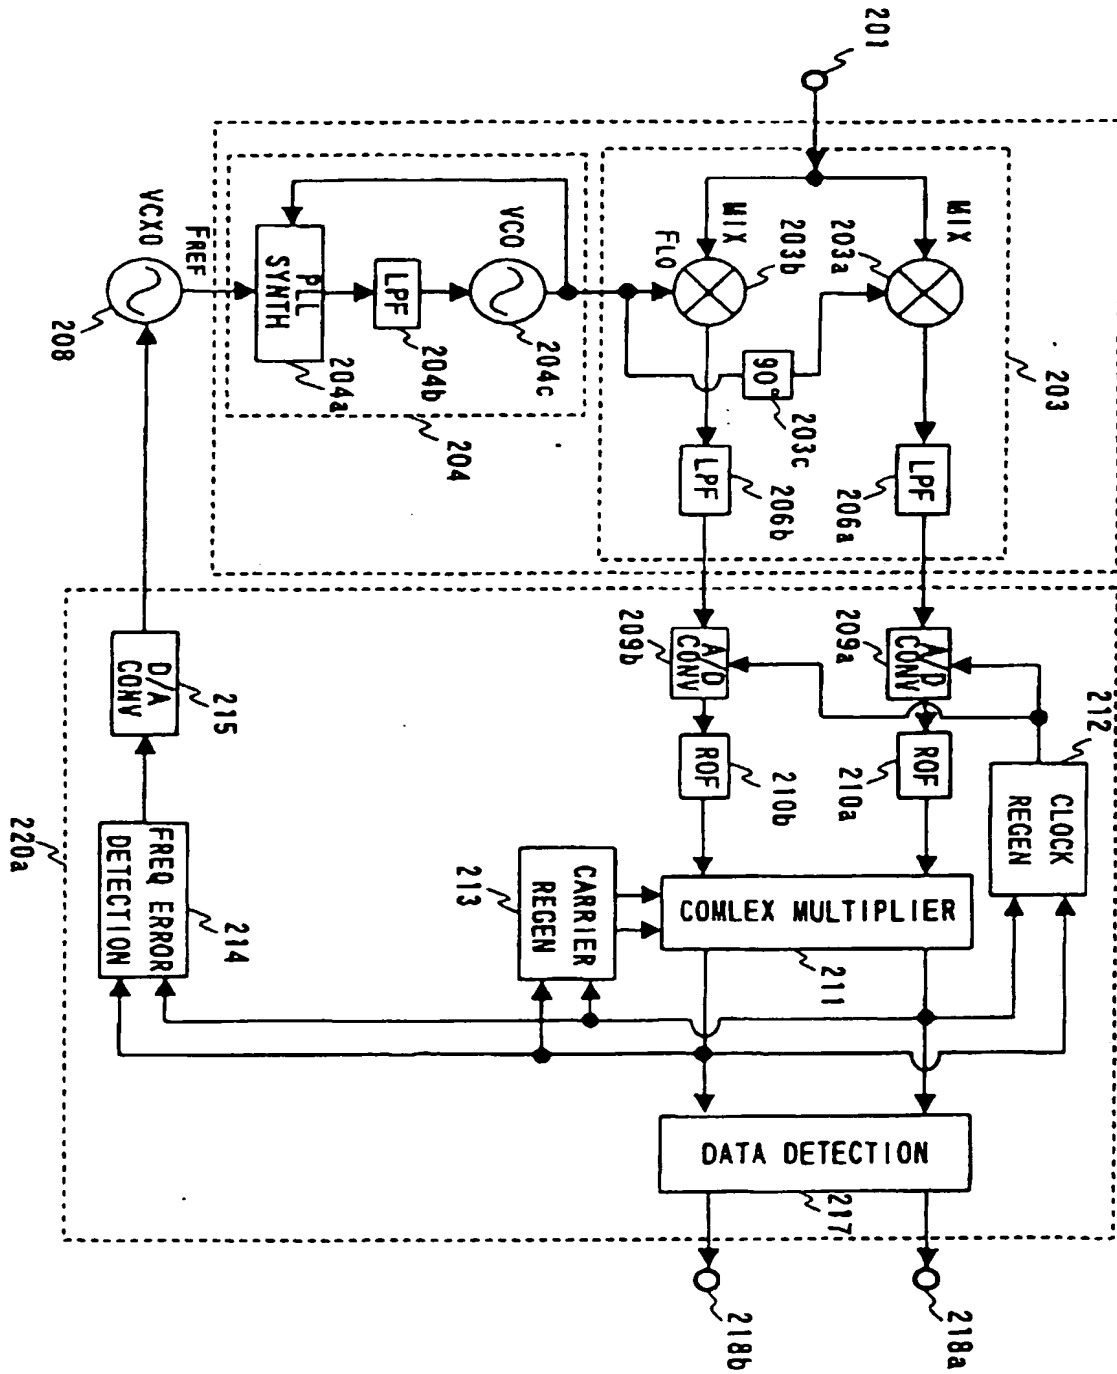 201
MIX
203a
MIX
203b
FLO
90°
203c
203
LPF
206a
LPF
206b
VCO
204c
LPF
204b
PLL
SYNTH
204a
204
FREF
VCXO
208
A/D
CONV
209a
A/D
CONV
209b
ROF
210a
ROF
210b
CLOCK
REGEN
212
COMLEX MULTIPLIER
211
CARRIER
REGEN
213
D/A
CONV
215
FREQ ERROR
DETECTION
214
220a
DATA DETECTION
217
218a
218b